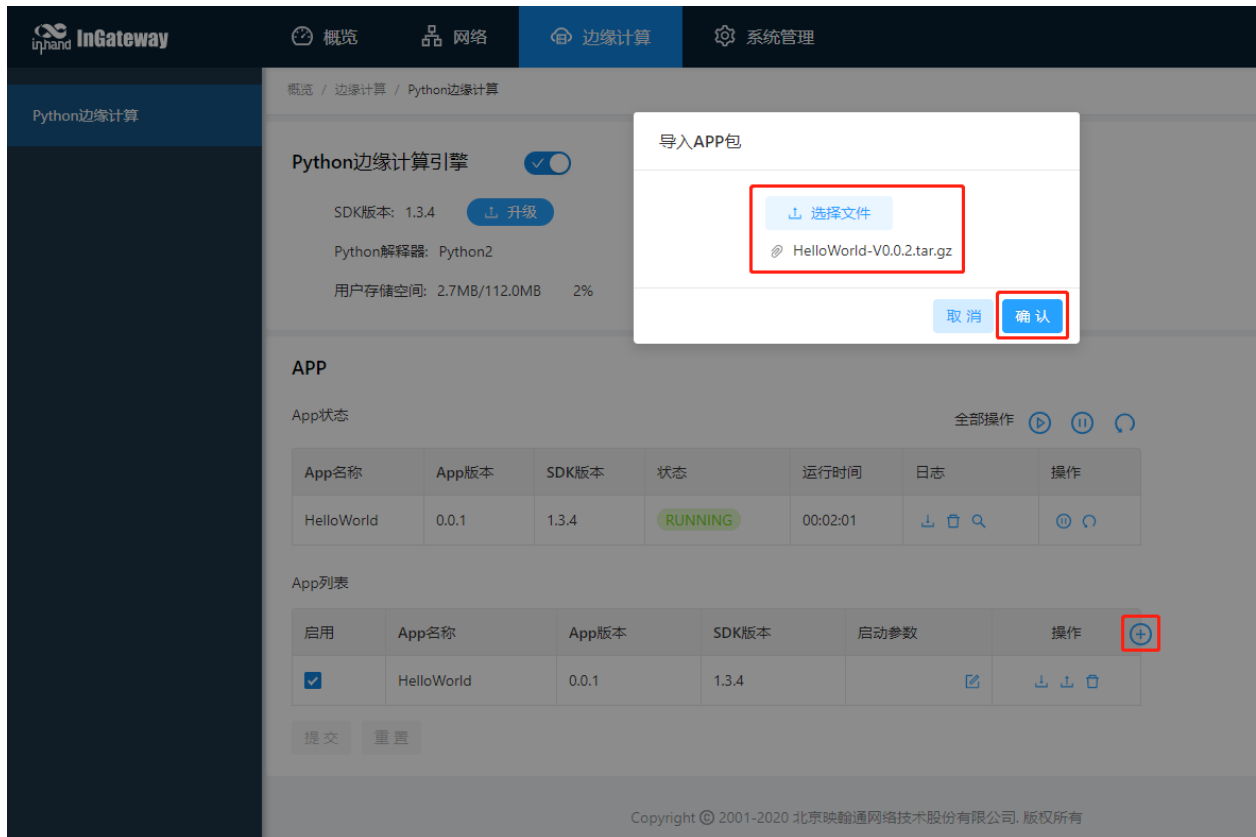 inhand InGateway 概览 网络 边缘计算 系统管理
概览 / 边缘计算 / Python边缘计算
Python边缘计算
导入APP包
Python边缘计算引擎
选择文件
SDK版本: 1.3.4 升级
HelloWorld-V0.0.2.tar.gz
Python解释器: Python2
用户存储空间: 2.7MB/112.0MB 2%
取消 确认
APP
App状态 全部操作
App名称 App版本 SDK版本 状态 运行时间 日志 操作
HelloWorld 0.0.1 1.3.4 RUNNING 00:02:01
App列表
启用 App名称 App版本 SDK版本 启动参数 操作
HelloWorld 0.0.1 1.3.4
提交 重置
Copyright © 2001-2020 北京映翰通网络技术股份有限公司. 版权所有